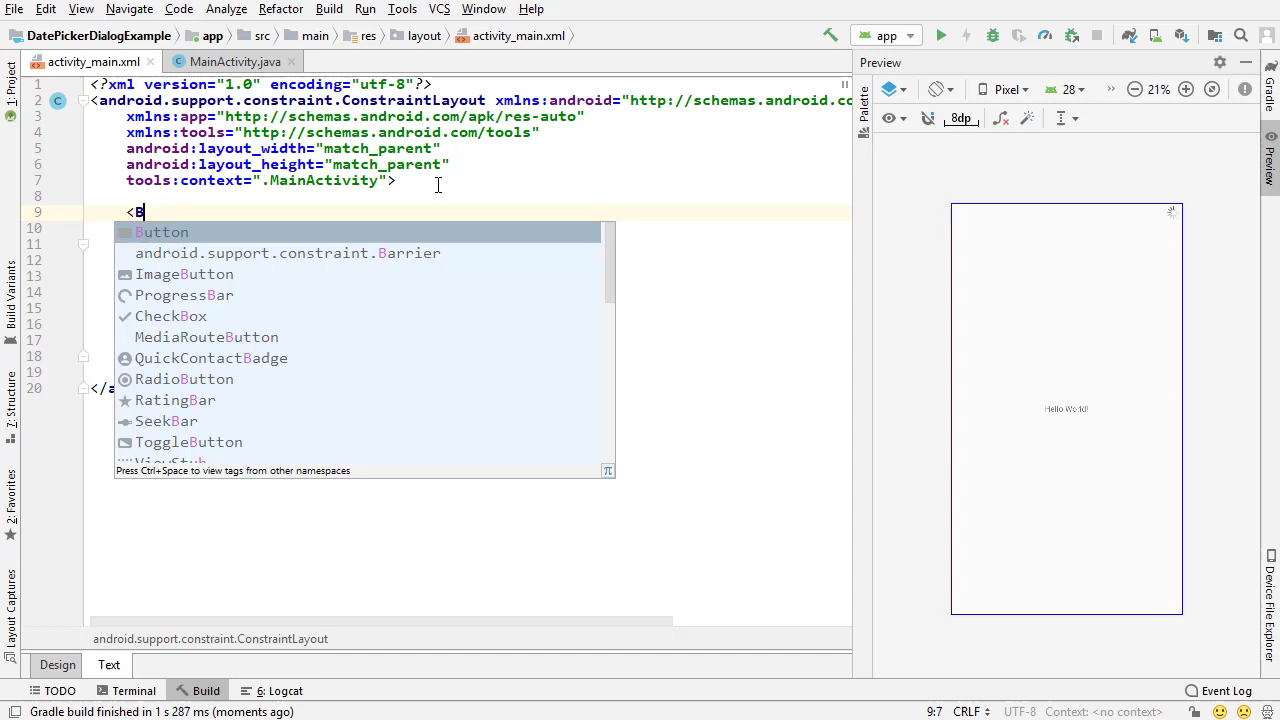 File Edit View Navigate Code Analyze Refactor Build Run Tools VCS Window Help
DatePickerDialogExample app src main res layout activity_main.xml app
activity_main.xml MainActivity.java
Preview
Pixel 28 21%
8dp
1: Project
Build Variants
7: Structure
2: Favorites
Layout Captures
1 <?xml version="1.0" encoding="utf-8"?>
2 <android.support.constraint.ConstraintLayout xmlns:android="http://schemas.android.co
3 xmlns:app="http://schemas.android.com/apk/res-auto"
4 xmlns:tools="http://schemas.android.com/tools"
5 android:layout_width="match_parent"
6 android:layout_height="match_parent"
7 tools:context=".MainActivity">
8
9 <B
10
11
12
13
14
15
16
17
18
19
20 </a
Button
android.support.constraint.Barrier
ImageButton
ProgressBar
CheckBox
MediaRouteButton
QuickContactBadge
RadioButton
RatingBar
SeekBar
ToggleButton
ViewStub
Press Ctrl+Space to view tags from other namespaces π
android.support.constraint.ConstraintLayout
Design Text
Palette
Hello World!
Gradle
Preview
Device File Explorer
TODO Terminal Build 6: Logcat Event Log
Gradle build finished in 1 s 287 ms (moments ago) 9:7 CRLF UTF-8 Context: <no context>